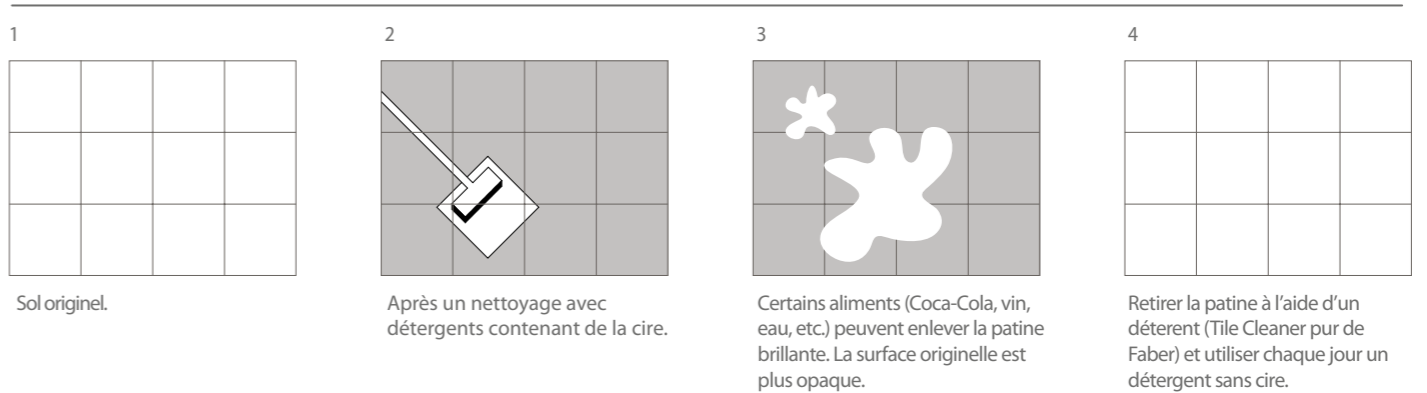 1
2
3
4
Sol originel.
Après un nettoyage avec
détergents contenant de la cire.
Certains aliments (Coca-Cola, vin,
eau, etc.) peuvent enlever la patine
brillante. La surface originelle est
plus opaque.
Retirer la patine à l’aide d’un
déterent (Tile Cleaner pur de
Faber) et utiliser chaque jour un
détergent sans cire.